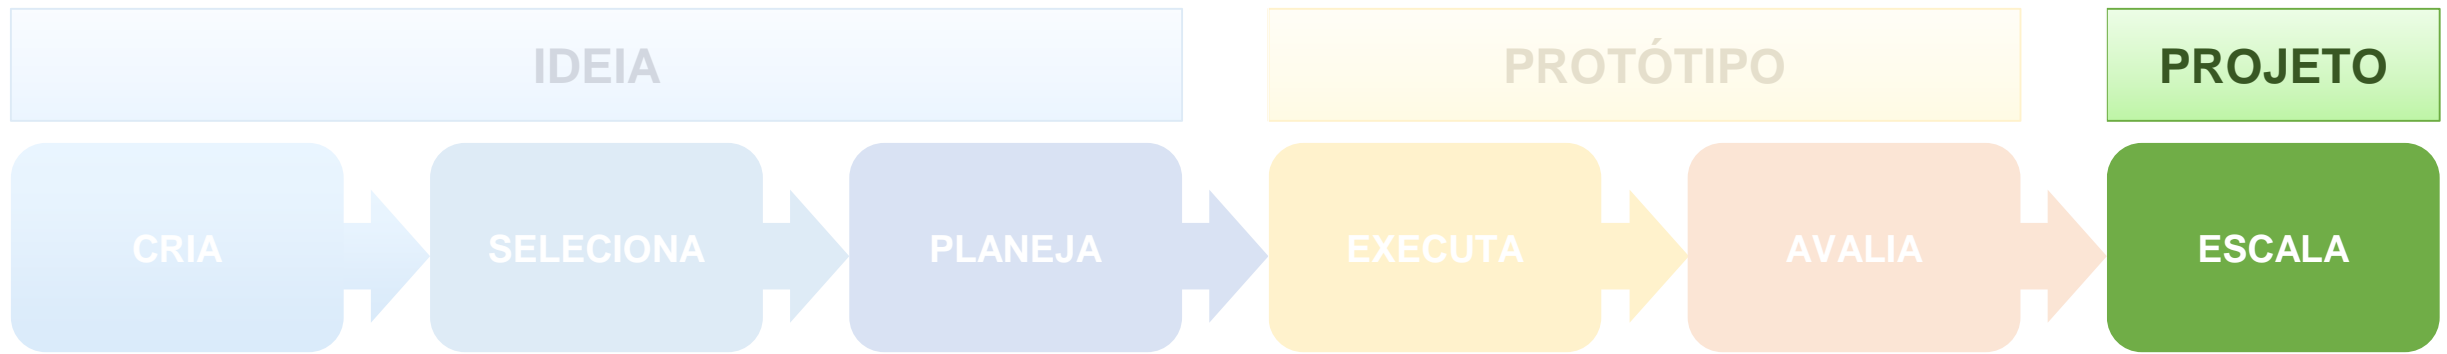 IDEIA
PROTÓTIPO
PROJETO
CRIA
SELECIONA
PLANEJA
EXECUTA
AVALIA
ESCALA